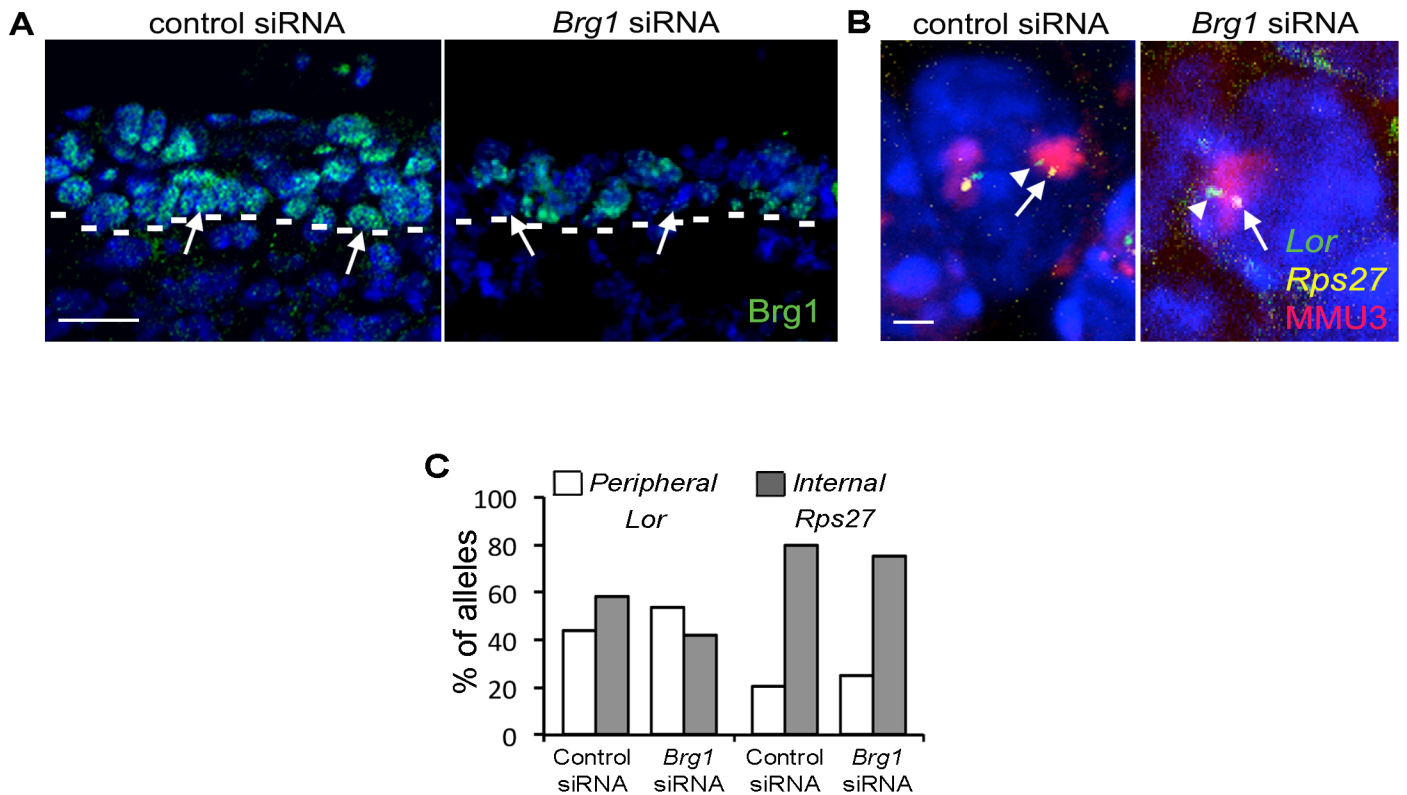 A
control siRNA
Brg1 siRNA
Brg1
B
control siRNA
Brg1 siRNA
Lor
Rps27
MMU3
C
Peripheral
Internal
Lor
Rps27
% of alleles
100
80
60
40
20
0
Control
siRNA
Brg1
siRNA
Control
siRNA
Brg1
siRNA